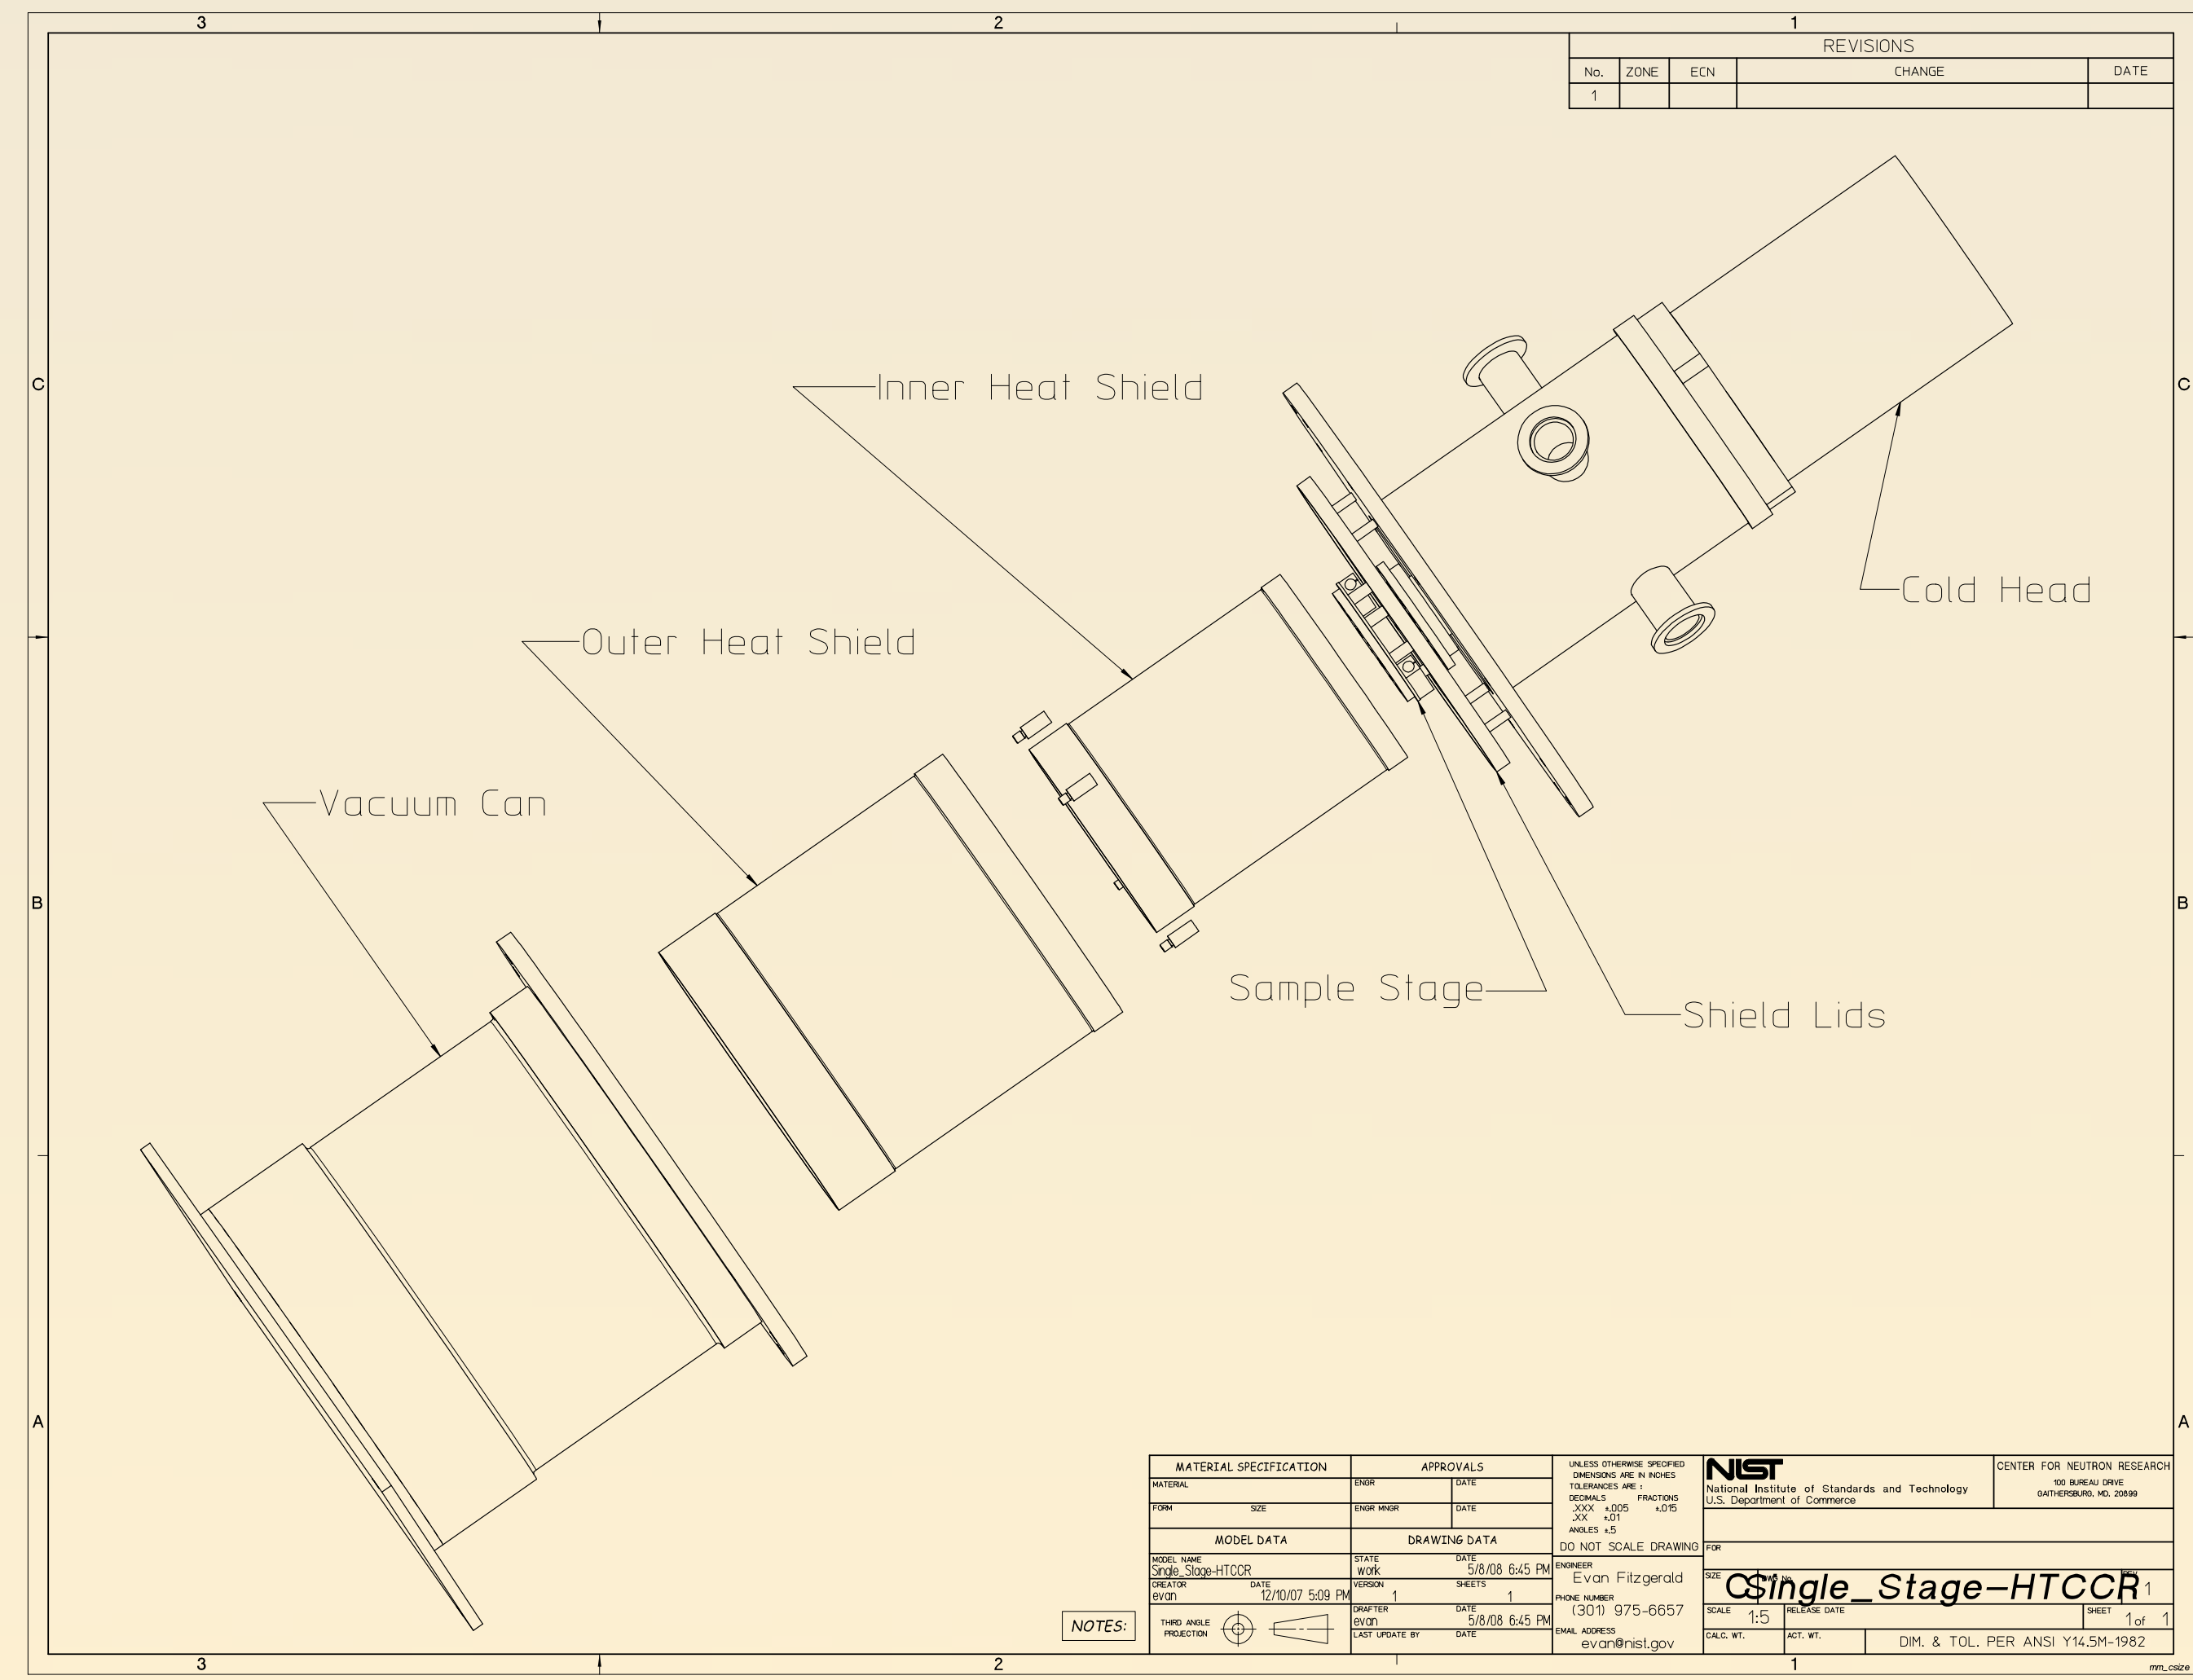 3 2 1
REVISIONS
No. ZONE ECN CHANGE DATE
1
C C
Inner Heat Shield
Cold Head
Outer Heat Shield
Vacuum Can
B B
Sample Stage
Shield Lids
A A
MATERIAL SPECIFICATION
MATERIAL
FORM SIZE
MODEL DATA
MODEL NAME
Single_Stage-HTCCR
CREATOR DATE
evan 12/10/07 5:09 PM
THIRD ANGLE
PROJECTION
APPROVALS
ENGR DATE
ENGR MNGR DATE
DRAWING DATA
STATE DATE
work 5/8/08 6:45 PM
VERSION SHEETS
1 1
DRAFTER DATE
evan 5/8/08 6:45 PM
LAST UPDATE BY DATE
UNLESS OTHERWISE SPECIFIED
DIMENSIONS ARE IN INCHES
TOLERANCES ARE :
DECIMALS FRACTIONS
.XXX ±.005 ±.015
.XX ±.01
ANGLES ±.5
DO NOT SCALE DRAWING
ENGINEER
Evan Fitzgerald
PHONE NUMBER
(301) 975-6657
EMAIL ADDRESS
evan@nist.gov
NIST
National Institute of Standards and Technology
U.S. Department of Commerce
CENTER FOR NEUTRON RESEARCH
100 BUREAU DRIVE
GAITHERSBURG, MD. 20899
FOR
SIZE DWG No. REV
C Single_Stage-HTCCR 1
SCALE 1:5 RELEASE DATE SHEET 1 of 1
CALC. WT. ACT. WT. DIM. & TOL. PER ANSI Y14.5M-1982
NOTES:
3 2 1
mm_csize